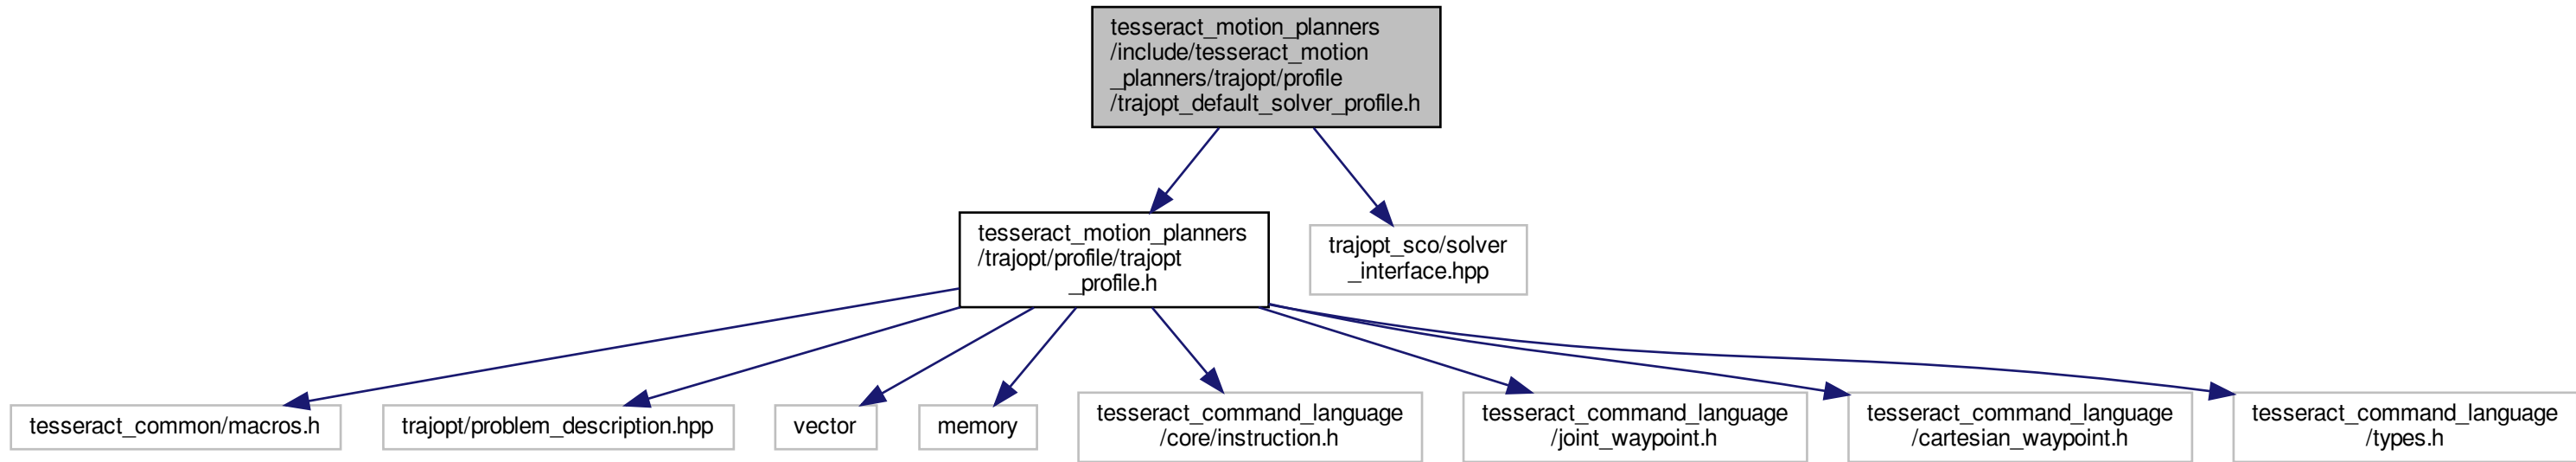 tesseract_motion_planners
/include/tesseract_motion
_planners/trajopt/profile
/trajopt_default_solver_profile.h
tesseract_motion_planners
/trajopt/profile/trajopt
_profile.h
trajopt_sco/solver
_interface.hpp
tesseract_common/macros.h
trajopt/problem_description.hpp
vector
memory
tesseract_command_language
/core/instruction.h
tesseract_command_language
/joint_waypoint.h
tesseract_command_language
/cartesian_waypoint.h
tesseract_command_language
/types.h